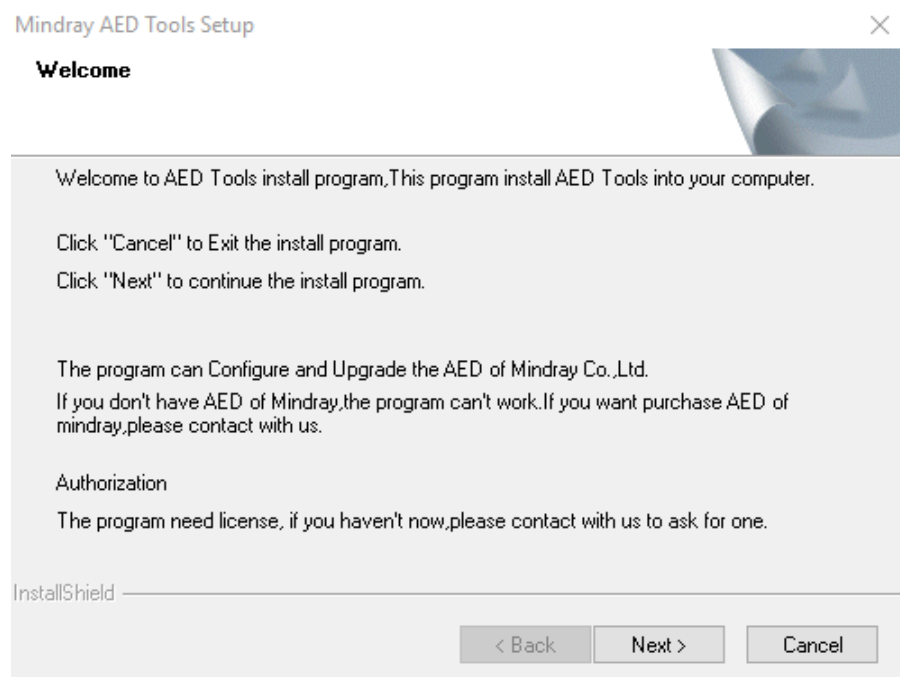 Mindray AED Tools Setup
Welcome
Welcome to AED Tools install program,This program install AED Tools into your computer.
Click "Cancel" to Exit the install program.
Click "Next" to continue the install program.
The program can Configure and Upgrade the AED of Mindray Co.,Ltd.
If you don't have AED of Mindray,the program can't work.If you want purchase AED of
mindray,please contact with us.
Authorization
The program need license, if you haven't now,please contact with us to ask for one.
InstallShield
< Back
Next >
Cancel